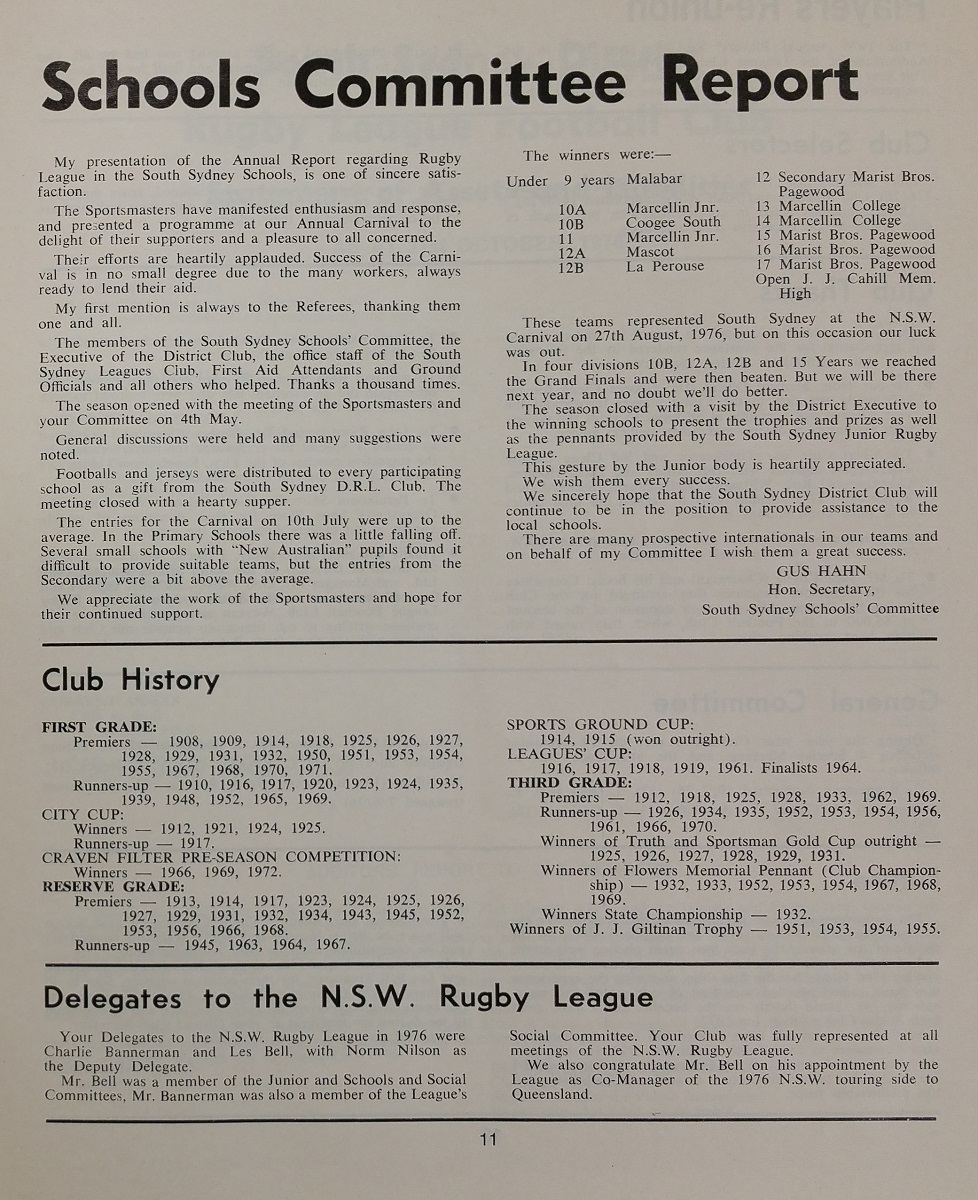 Schools Committee Report
My presentation of the Annual Report regarding Rugby
League in the South Sydney Schools, is one of sincere satis-
faction.
The Sportsmasters have manifested enthusiasm and response,
and presented a programme at our Annual Carnival to the
delight of their supporters and a pleasure to all concerned.
Their efforts are heartily applauded. Success of the Carni-
val is in no small degree due to the many workers, always
ready to lend their aid.
My first mention is always to the Referees, thanking them
one and all.
The members of the South Sydney Schools' Committee, the
Executive of the District Club, the office staff of the South
Sydney Leagues Club. First Aid Attendants and Ground
Officials and all others who helped. Thanks a thousand times.
The season opened with the meeting of the Sportsmasters and
your Committee on 4th May.
General discussions were held and many suggestions were
noted.
Footballs and jerseys were distributed to every participating
school as a gift from the South Sydney D.R.L. Club. The
meeting closed with a hearty supper.
The entries for the Carnival on 10th July were up to the
average. In the Primary Schools there was a little falling off.
Several small schools with "New Australian" pupils found it
difficult to provide suitable teams, but the entries from the
Secondary were a bit above the average.
We appreciate the work of the Sportsmasters and hope for
their continued support.
The winners were:—
Under 9 years Malabar
10A Marcellin Jnr.
10B Coogee South
11 Marcellin Jnr.
12A Mascot
12B La Perouse
12 Secondary Marist Bros.
Pagewood
13 Marcellin College
14 Marcellin College
15 Marist Bros. Pagewood
16 Marist Bros. Pagewood
17 Marist Bros. Pagewood
Open J. J. Cahill Mem.
High
These teams represented South Sydney at the N.S.W.
Carnival on 27th August, 1976, but on this occasion our luck
was out.
In four divisions 10B, 12A, 12B and 15 Years we reached
the Grand Finals and were then beaten. But we will be there
next year, and no doubt we'll do better.
The season closed with a visit by the District Executive to
the winning schools to present the trophies and prizes as well
as the pennants provided by the South Sydney Junior Rugby
League.
This gesture by the Junior body is heartily appreciated.
We wish them every success.
We sincerely hope that the South Sydney District Club will
continue to be in the position to provide assistance to the
local schools.
There are many prospective internationals in our teams and
on behalf of my Committee I wish them a great success.
GUS HAHN
Hon. Secretary,
South Sydney Schools' Committee
Club History
FIRST GRADE:
Premiers — 1908, 1909, 1914, 1918, 1925, 1926, 1927,
1928, 1929, 1931, 1932, 1950, 1951, 1953, 1954,
1955, 1967, 1968, 1970, 1971.
Runners-up — 1910, 1916, 1917, 1920, 1923, 1924, 1935,
1939, 1948, 1952, 1965, 1969.
CITY CUP:
Winners — 1912, 1921, 1924, 1925.
Runners-up — 1917.
CRAVEN FILTER PRE-SEASON COMPETITION:
Winners — 1966, 1969, 1972.
RESERVE GRADE:
Premiers — 1913, 1914, 1917, 1923, 1924, 1925, 1926,
1927, 1929, 1931, 1932, 1934, 1943, 1945, 1952,
1953, 1956, 1966, 1968.
Runners-up — 1945, 1963, 1964, 1967.
SPORTS GROUND CUP:
1914, 1915 (won outright).
LEAGUES' CUP:
1916, 1917, 1918, 1919, 1961. Finalists 1964.
THIRD GRADE:
Premiers — 1912, 1918, 1925, 1928, 1933, 1962, 1969.
Runners-up — 1926, 1934, 1935, 1952, 1953, 1954, 1956,
1961, 1966, 1970.
Winners of Truth and Sportsman Gold Cup outright —
1925, 1926, 1927, 1928, 1929, 1931.
Winners of Flowers Memorial Pennant (Club Champion-
ship) — 1932, 1933, 1952, 1953, 1954, 1967, 1968,
1969.
Winners State Championship — 1932.
Winners of J. J. Giltinan Trophy — 1951, 1953, 1954, 1955.
Delegates to the N.S.W. Rugby League
Your Delegates to the N.S.W. Rugby League in 1976 were
Charlie Bannerman and Les Bell, with Norm Nilson as
the Deputy Delegate.
Mr. Bell was a member of the Junior and Schools and Social
Committees, Mr. Bannerman was also a member of the League's
Social Committee. Your Club was fully represented at all
meetings of the N.S.W. Rugby League.
We also congratulate Mr. Bell on his appointment by the
League as Co-Manager of the 1976 N.S.W. touring side to
Queensland.
11